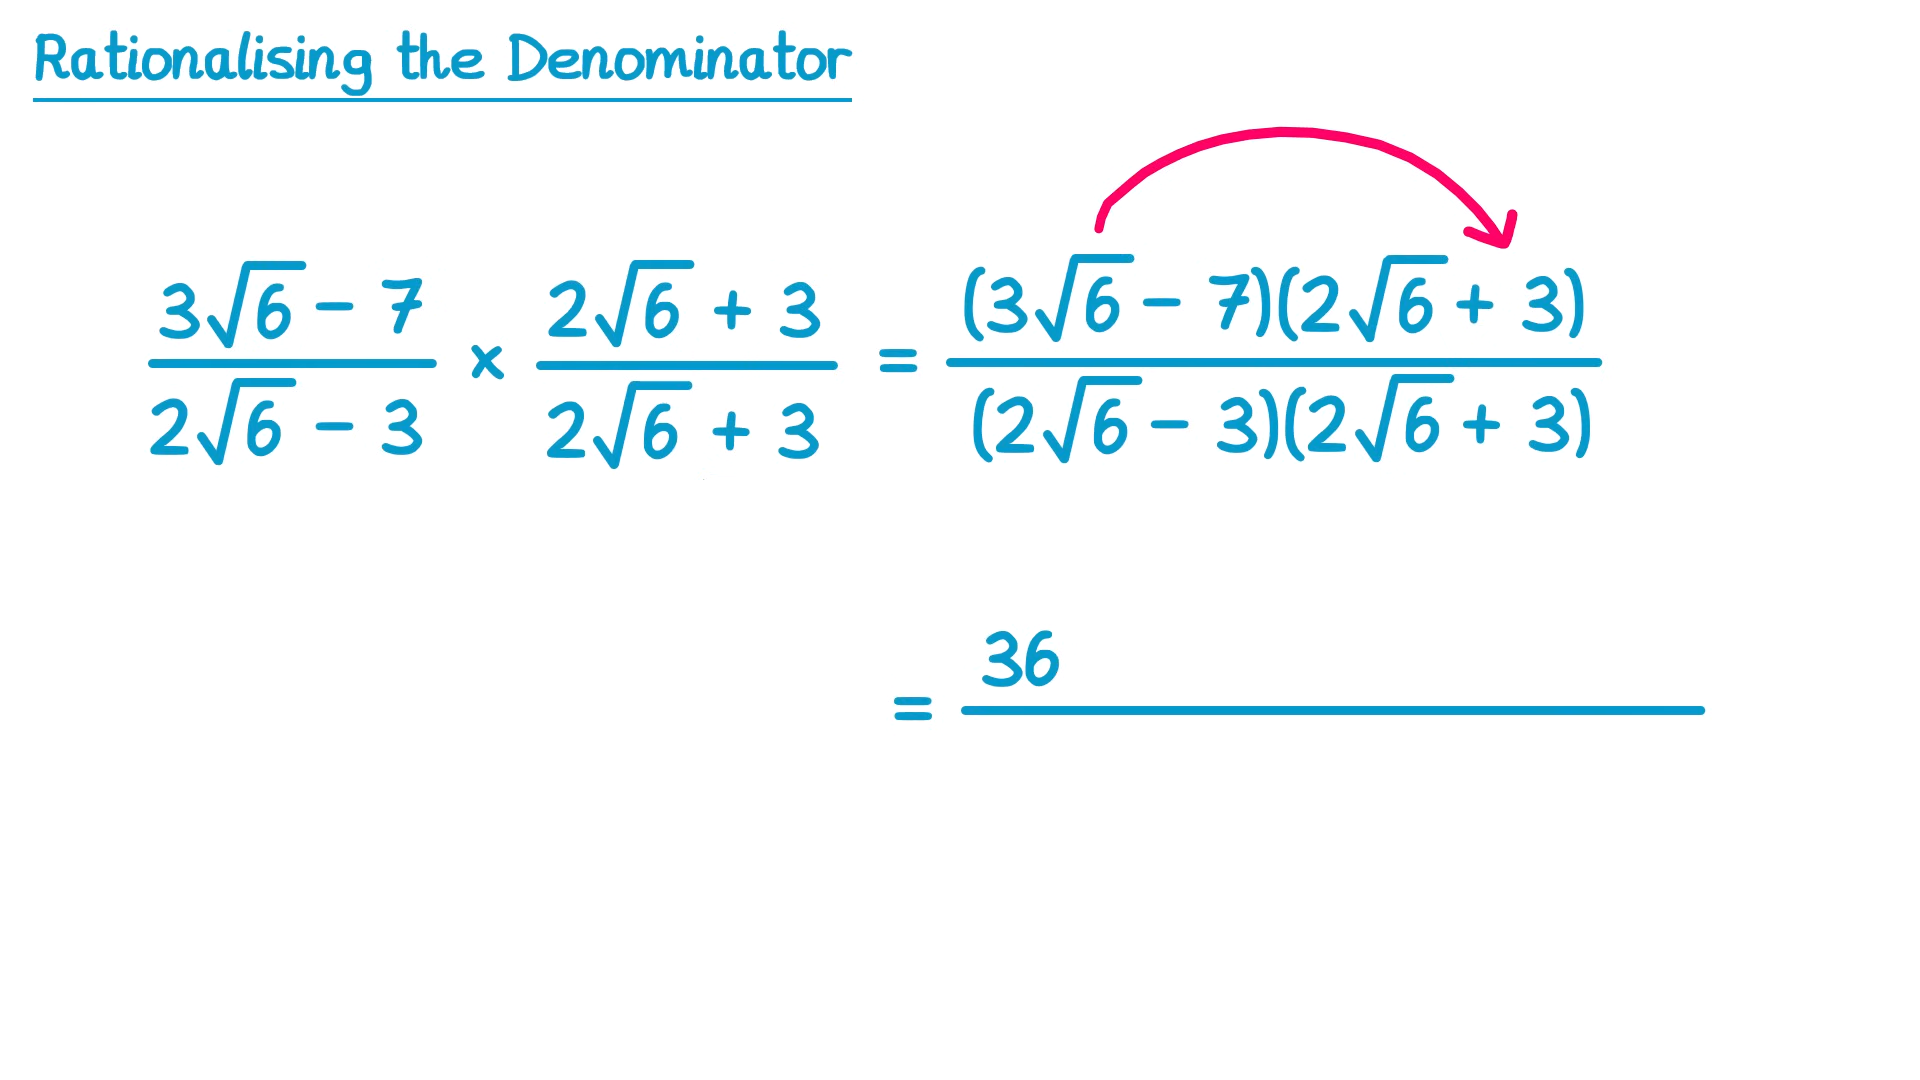 Rationalising the Denominator
3√6 − 7 / 2√6 − 3 × 2√6 + 3 / 2√6 + 3 = (3√6 − 7)(2√6 + 3) / (2√6 − 3)(2√6 + 3)
= 36 /